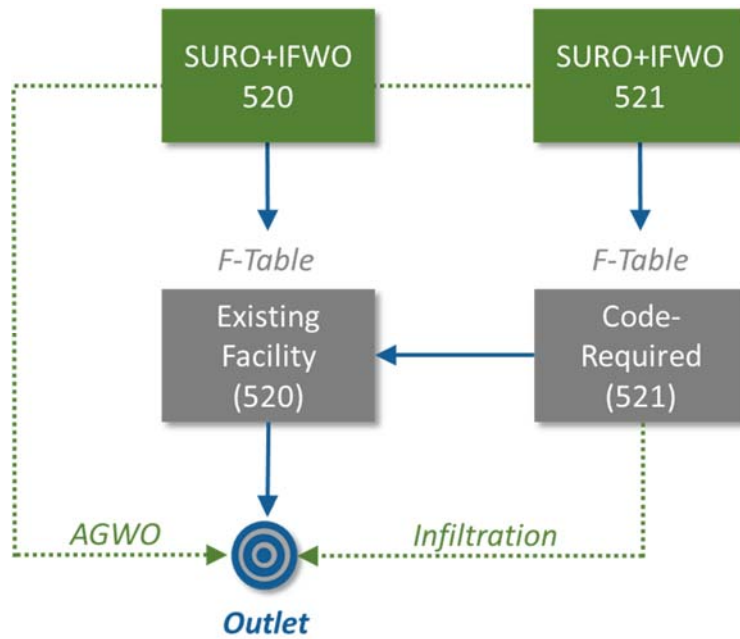 SURO+IFWO
520
SURO+IFWO
521
F-Table
F-Table
Existing
Facility
(520)
Code-
Required
(521)
AGWO
Infiltration
Outlet